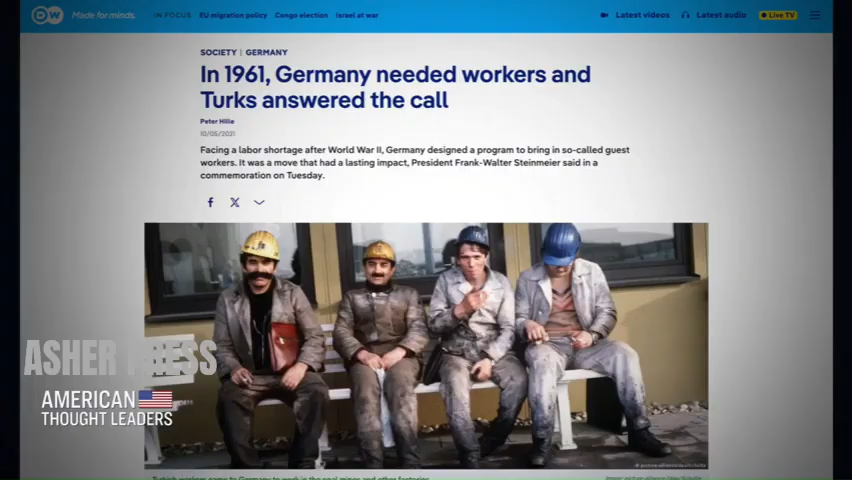 DW Made for minds. IN FOCUS EU migration policy Congo election Israel at war Latest videos Latest audio Live TV
SOCIETY | GERMANY
In 1961, Germany needed workers and
Turks answered the call
Peter Hille
10/05/2021
Facing a labor shortage after World War II, Germany designed a program to bring in so-called guest
workers. It was a move that had a lasting impact, President Frank-Walter Steinmeier said in a
commemoration on Tuesday.
ASHER PRESS
AMERICAN
THOUGHT LEADERS